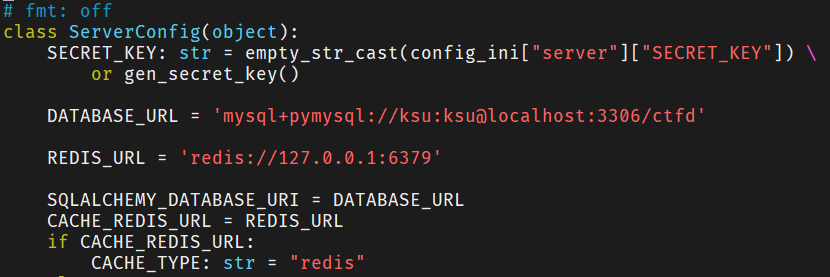 # fmt: off
class ServerConfig(object):
    SECRET_KEY: str = empty_str_cast(config_ini["server"]["SECRET_KEY"]) \
        or gen_secret_key()
    DATABASE_URL = 'mysql+pymysql://ksu:ksu@localhost:3306/ctfd'
    REDIS_URL = 'redis://127.0.0.1:6379'
    SQLALCHEMY_DATABASE_URI = DATABASE_URL
    CACHE_REDIS_URL = REDIS_URL
    if CACHE_REDIS_URL:
        CACHE_TYPE: str = "redis"